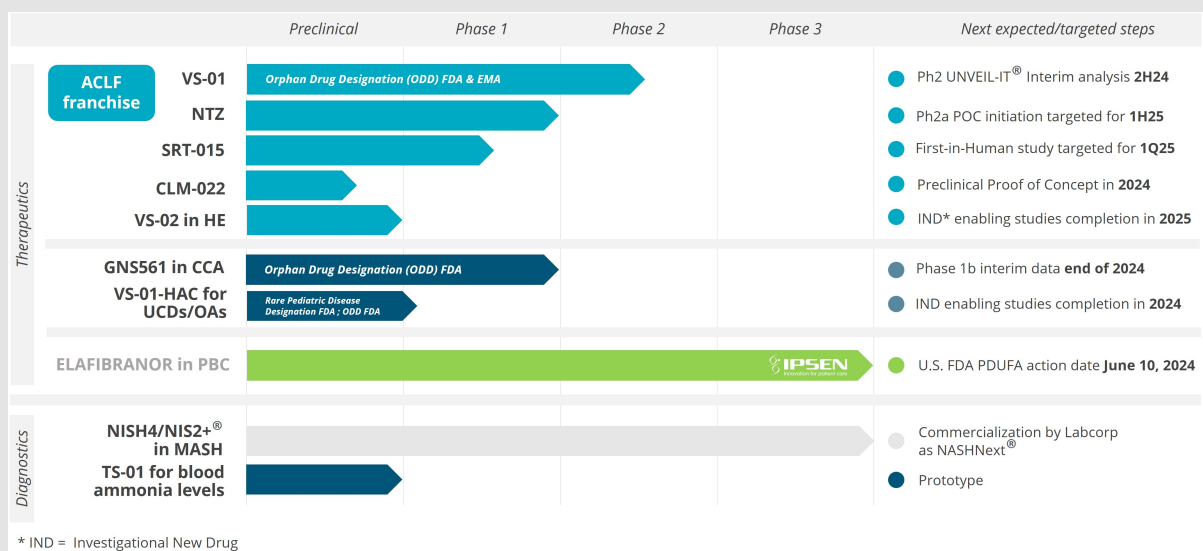 Preclinical
Phase 1
Phase 2
Phase 3
Next expected/targeted steps
Therapeutics
ACLF
franchise
VS-01
Orphan Drug Designation (ODD) FDA & EMA
Ph2 UNVEIL-IT® Interim analysis 2H24
NTZ
Ph2a POC initiation targeted for 1H25
SRT-015
First-in-Human study targeted for 1Q25
CLM-022
Preclinical Proof of Concept in 2024
VS-02 in HE
IND* enabling studies completion in 2025
GNS561 in CCA
Orphan Drug Designation (ODD) FDA
Phase 1b interim data end of 2024
VS-01-HAC for
UCDs/OAs
Rare Pediatric Disease
Designation FDA ; ODD FDA
IND enabling studies completion in 2024
ELAFIBRANOR in PBC
IPSEN
Innovation for patient care
U.S. FDA PDUFA action date June 10, 2024
Diagnostics
NISH4/NIS2+®
in MASH
Commercialization by Labcorp
as NASHNext®
TS-01 for blood
ammonia levels
Prototype
* IND = Investigational New Drug